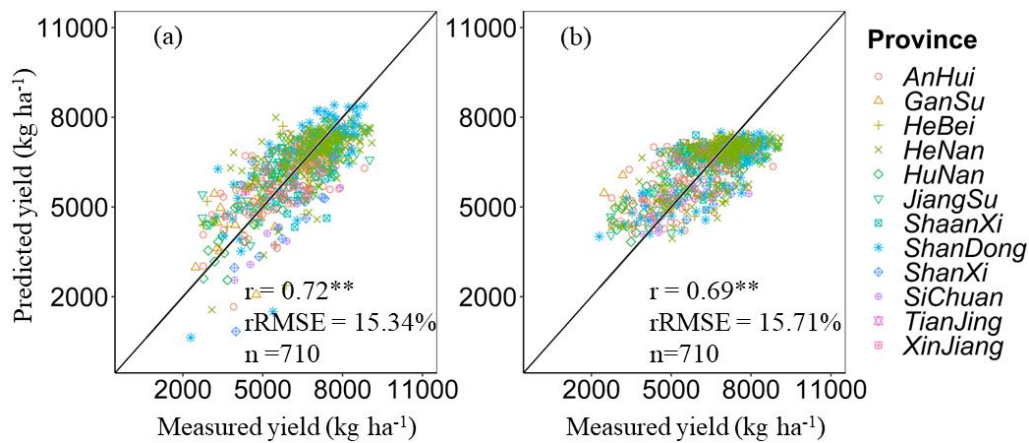 Predicted yield (kg ha⁻¹)
11000
8000
5000
2000
(a)
r = 0.72**
rRMSE = 15.34%
n =710
2000 5000 8000 11000
Measured yield (kg ha⁻¹)
11000
8000
5000
2000
(b)
r = 0.69**
rRMSE = 15.71%
n=710
2000 5000 8000 11000
Measured yield (kg ha⁻¹)
Province
AnHui
GanSu
HeBei
HeNan
HuNan
JiangSu
ShaanXi
ShanDong
ShanXi
SiChuan
TianJing
XinJiang